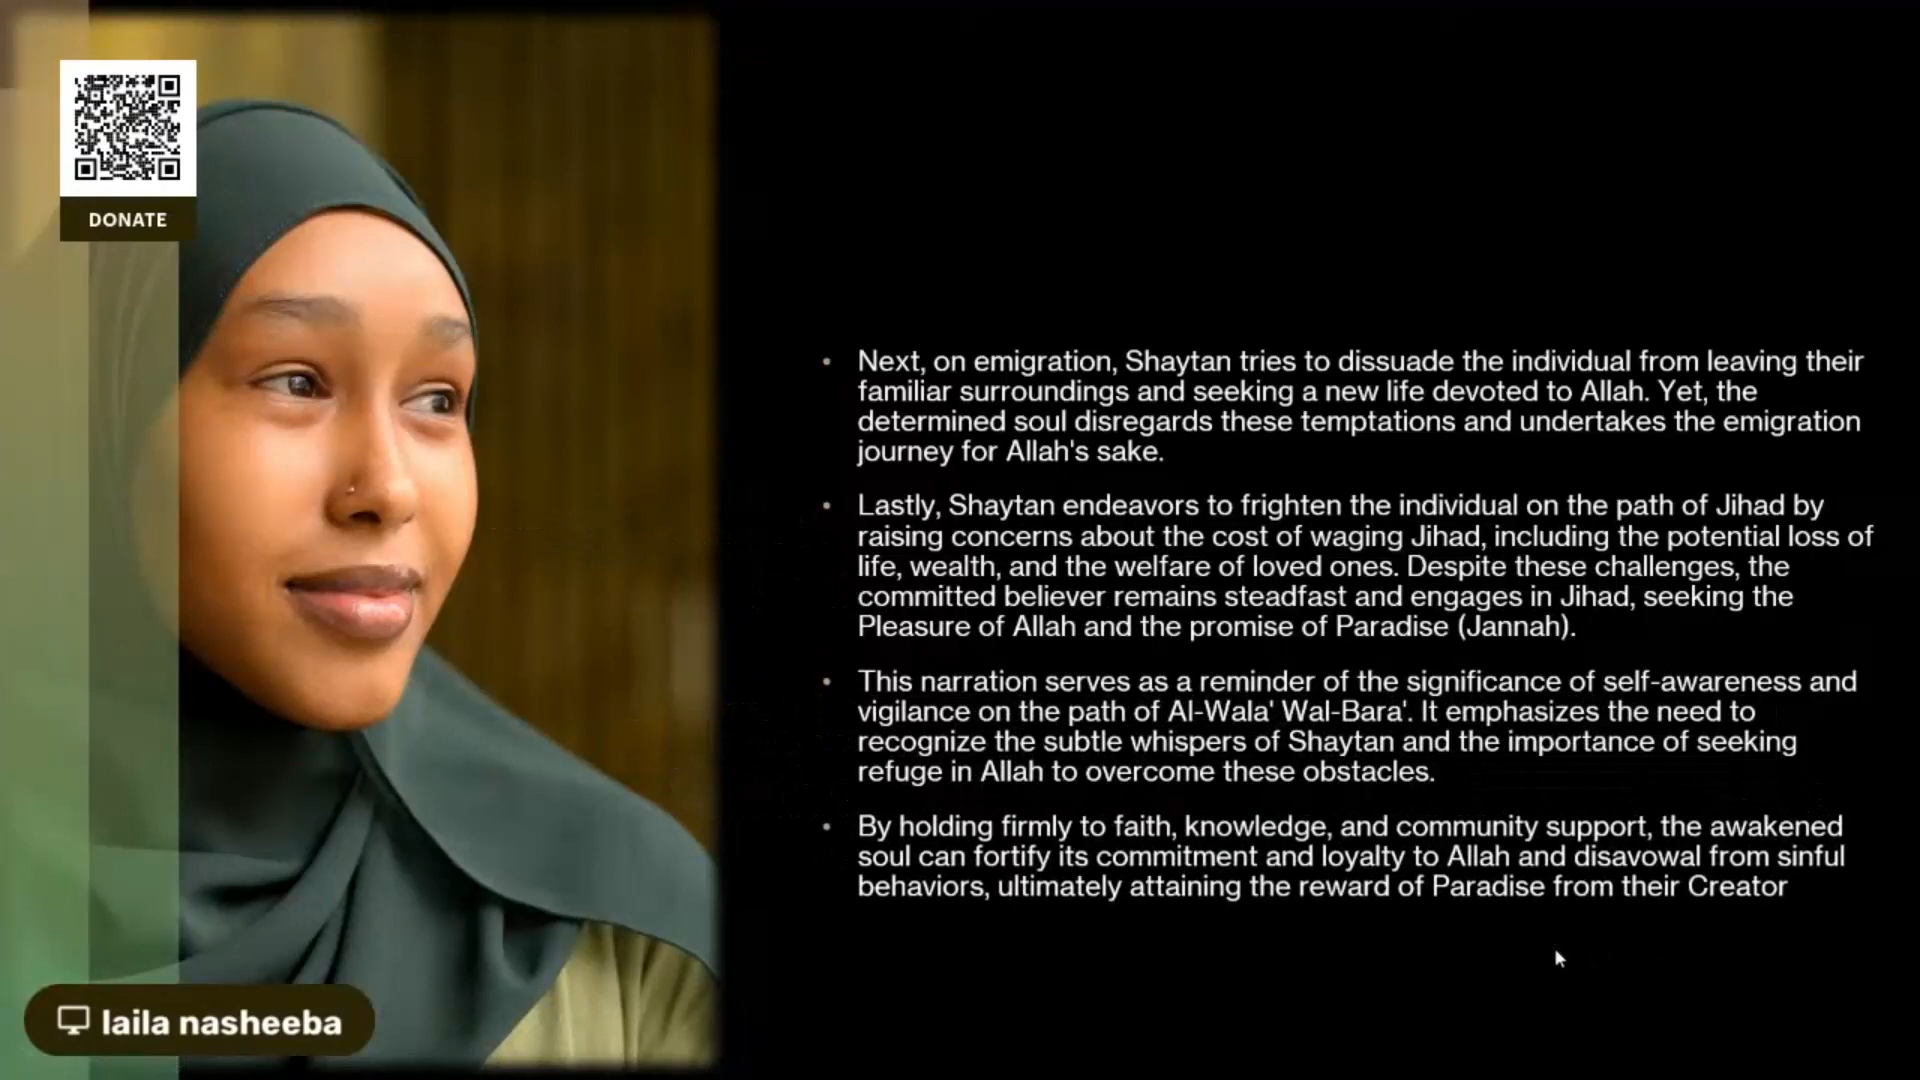 DONATE
• Next, on emigration, Shaytan tries to dissuade the individual from leaving their
familiar surroundings and seeking a new life devoted to Allah. Yet, the
determined soul disregards these temptations and undertakes the emigration
journey for Allah's sake.
• Lastly, Shaytan endeavors to frighten the individual on the path of Jihad by
raising concerns about the cost of waging Jihad, including the potential loss of
life, wealth, and the welfare of loved ones. Despite these challenges, the
committed believer remains steadfast and engages in Jihad, seeking the
Pleasure of Allah and the promise of Paradise (Jannah).
• This narration serves as a reminder of the significance of self-awareness and
vigilance on the path of Al-Wala' Wal-Bara'. It emphasizes the need to
recognize the subtle whispers of Shaytan and the importance of seeking
refuge in Allah to overcome these obstacles.
• By holding firmly to faith, knowledge, and community support, the awakened
soul can fortify its commitment and loyalty to Allah and disavowal from sinful
behaviors, ultimately attaining the reward of Paradise from their Creator
laila nasheeba